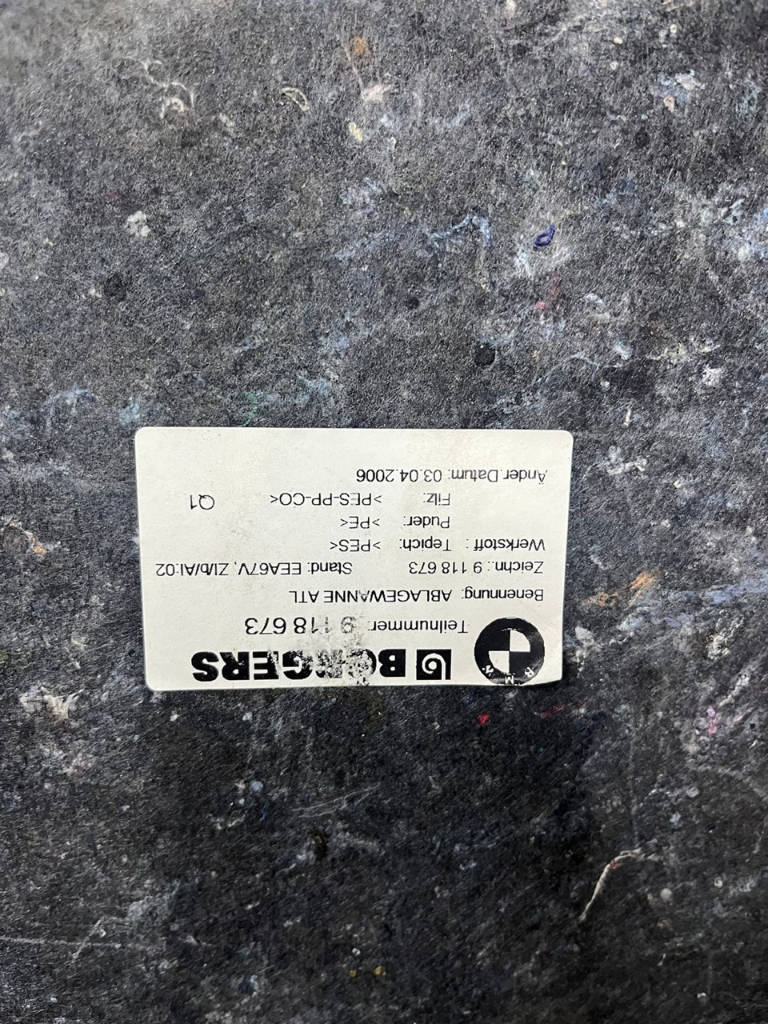 BMW
BORGERS
Teilnummer: 9 118 673
Benennung: ABLAGEWANNE ATL
Zeichn.: 9 118 673 Stand: EEA67V, ZI/b/AI:02
Werkstoff : Tepich: >PES<
Puder: >PE<
Filz: >PES-PP-CO< Q1
Änder.Datum: 03.04.2006